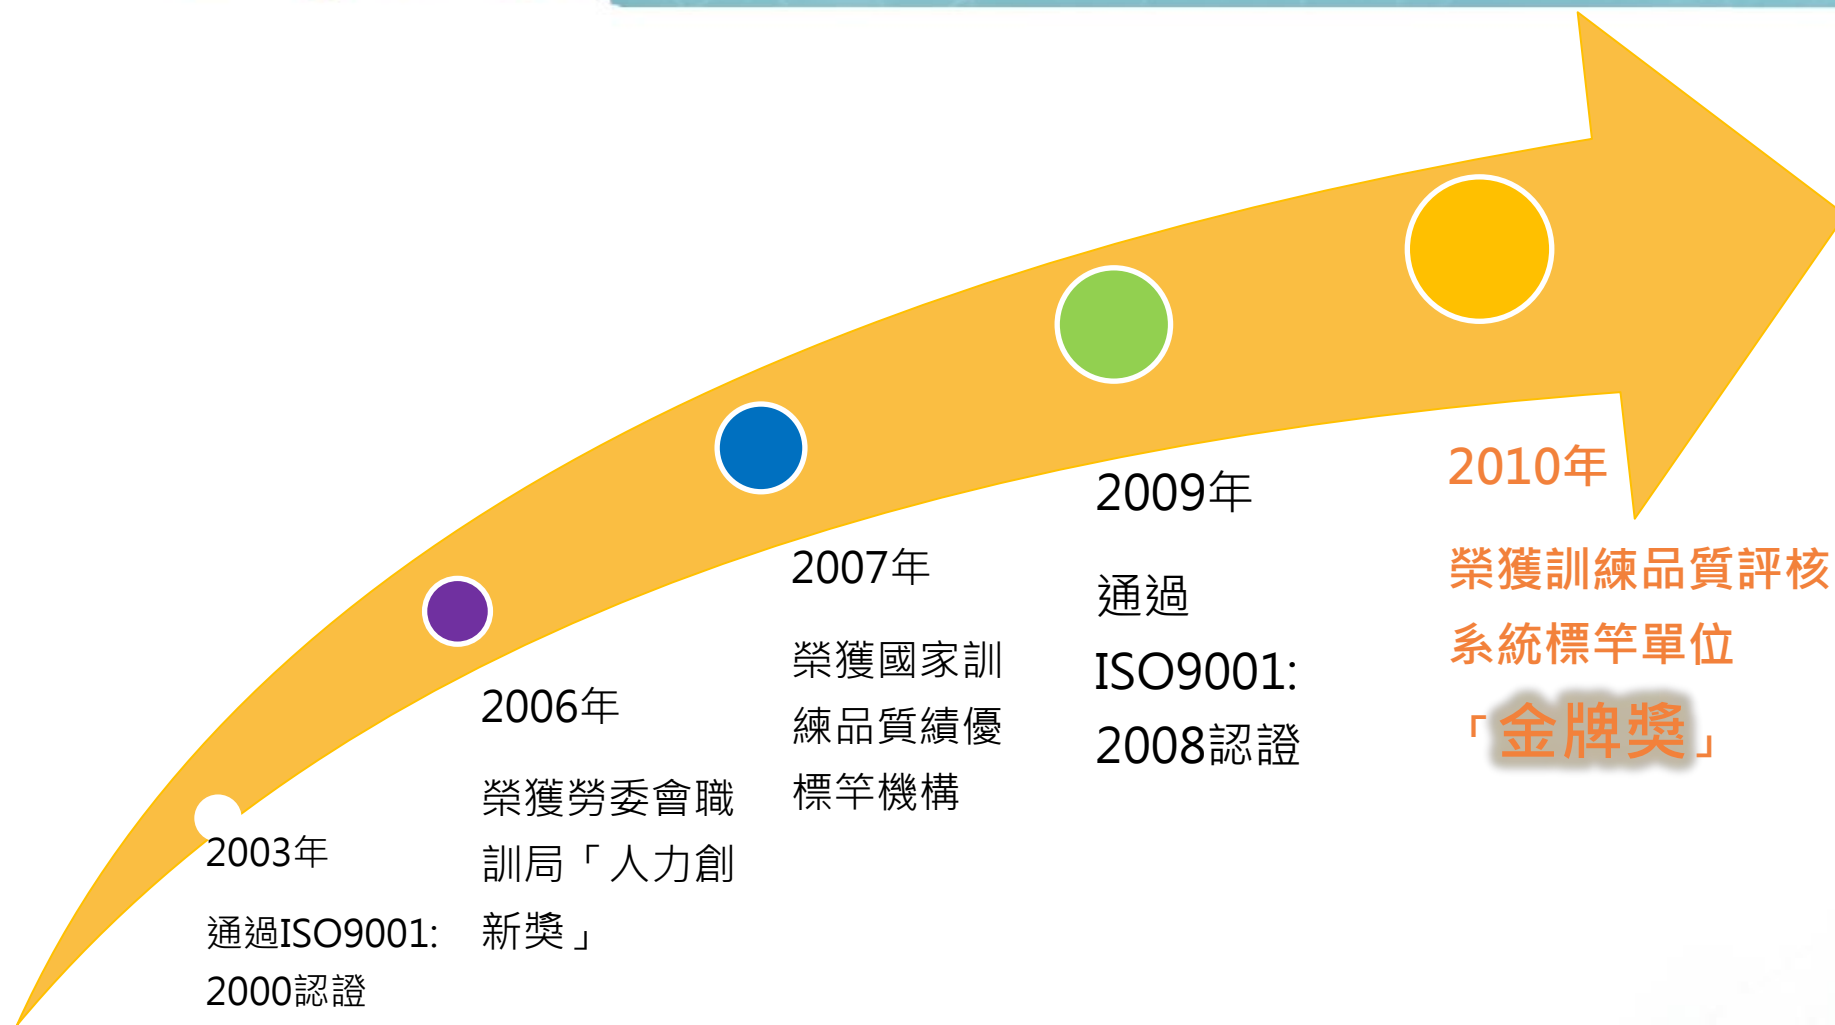 2003年
通過ISO9001:
2000認證
2006年
榮獲勞委會職
訓局「人力創
新獎」
2007年
榮獲國家訓
練品質績優
標竿機構
2009年
通過
ISO9001:
2008認證
2010年
榮獲訓練品質評核
系統標竿單位
「金牌獎」